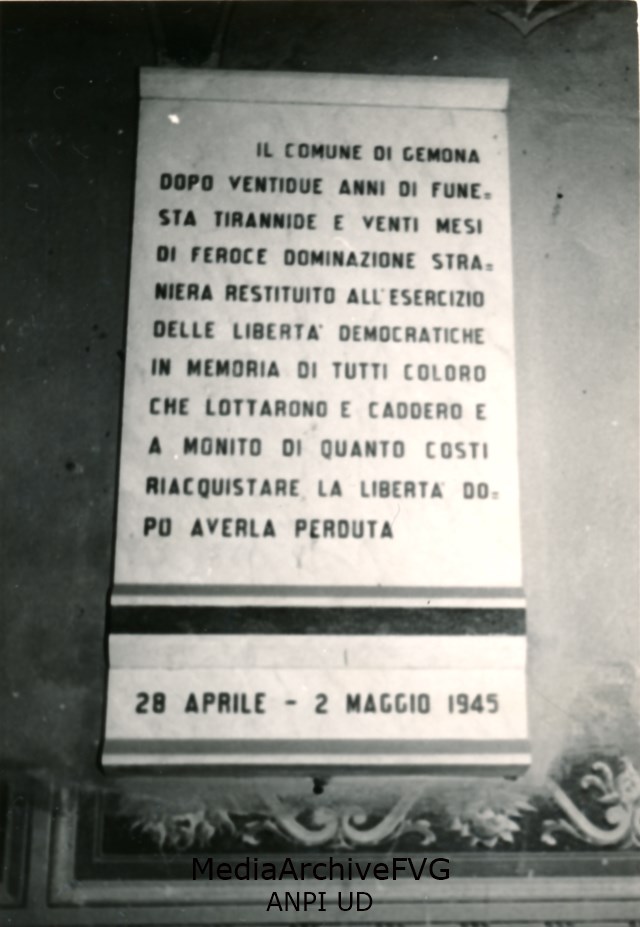 IL COMUNE DI GEMONA
DOPO VENTIDUE ANNI DI FUNE=
STA TIRANNIDE E VENTI MESI
DI FEROCE DOMINAZIONE STRA=
NIERA RESTITUITO ALL'ESERCIZIO
DELLE LIBERTA' DEMOCRATICHE
IN MEMORIA DI TUTTI COLORO
CHE LOTTARONO E CADDERO E
A MONITO DI QUANTO COSTI
RIACQUISTARE LA LIBERTA' DO=
PO AVERLA PERDUTA
28 APRILE - 2 MAGGIO 1945
MediaArchiveFVG
ANPI UD